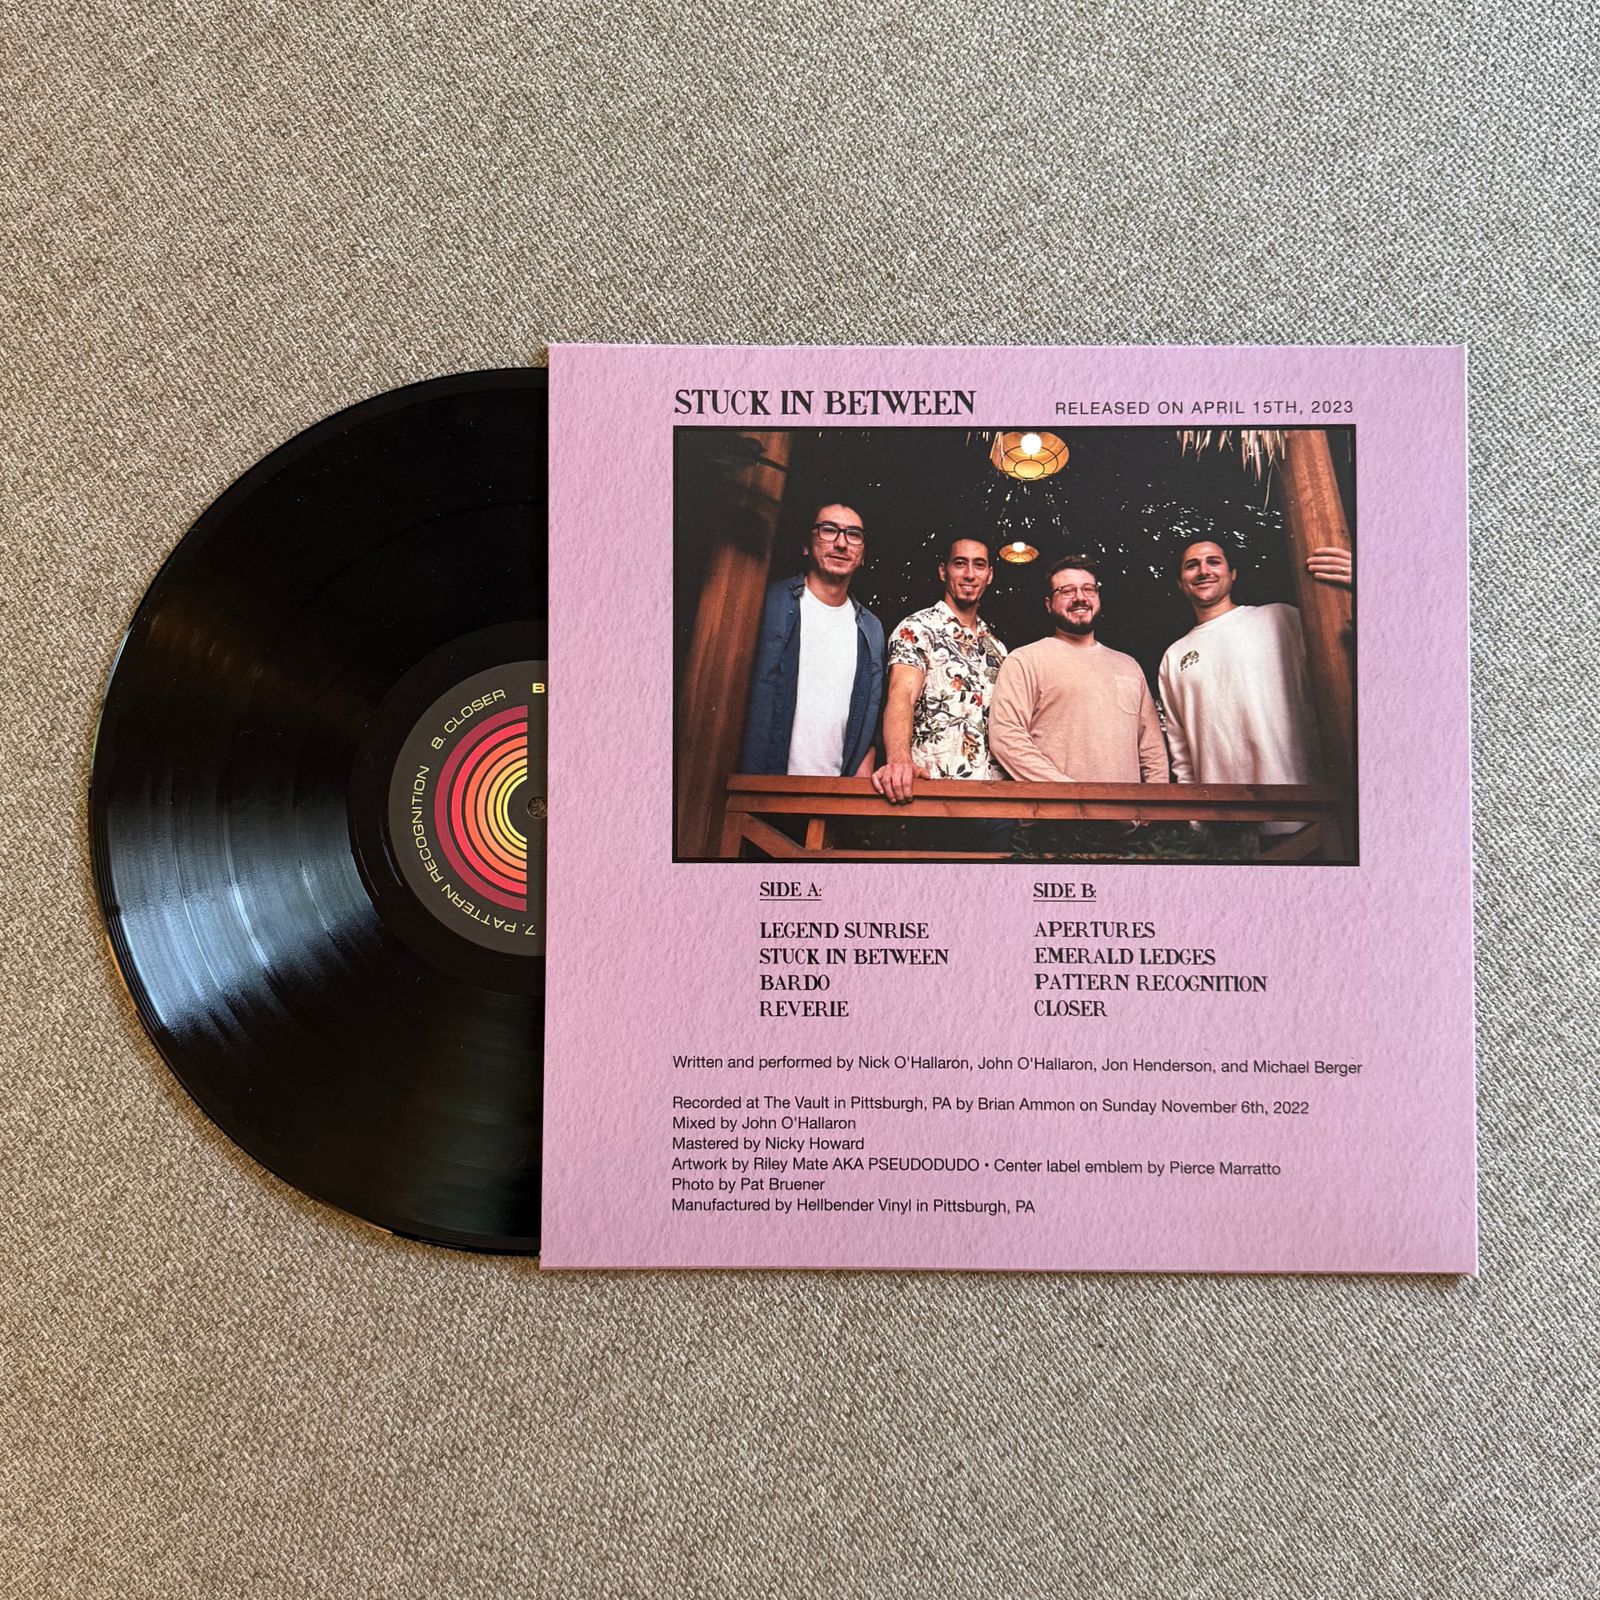 STUCK IN BETWEEN
RELEASED ON APRIL 15TH, 2023
SIDE A:
LEGEND SUNRISE
STUCK IN BETWEEN
BARDO
REVERIE
SIDE B:
APERTURES
EMERALD LEDGES
PATTERN RECOGNITION
CLOSER
Written and performed by Nick O'Hallaron, John O'Hallaron, Jon Henderson, and Michael Berger
Recorded at The Vault in Pittsburgh, PA by Brian Ammon on Sunday November 6th, 2022
Mixed by John O'Hallaron
Mastered by Nicky Howard
Artwork by Riley Mate AKA PSEUDODUDO • Center label emblem by Pierce Marratto
Photo by Pat Bruener
Manufactured by Hellbender Vinyl in Pittsburgh, PA
7. PATTERN RECOGNITION
8. CLOSER
B